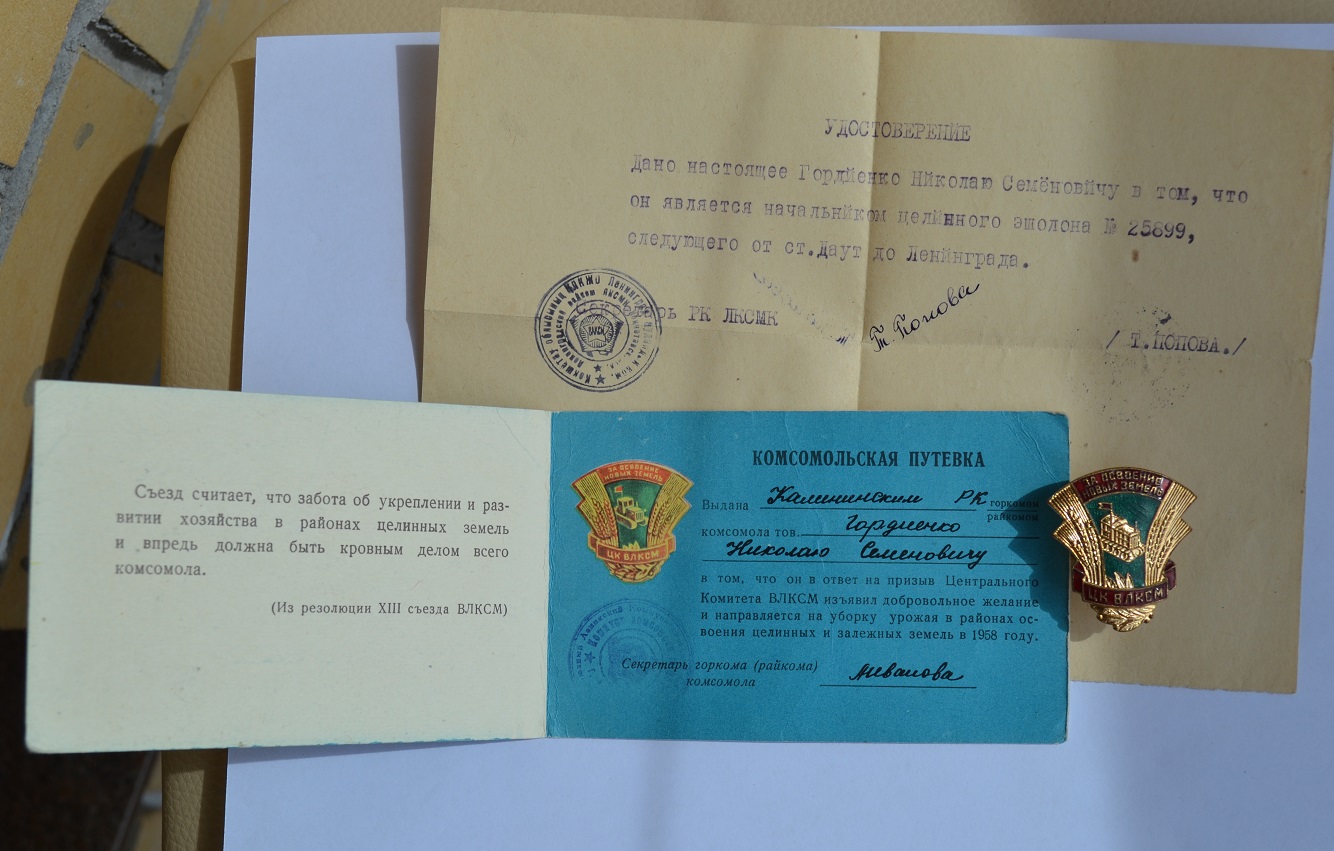 УДОСТОВЕРЕНИЕ
Дано настоящее Гордиенко Николаю Семёновичу в том, что
он является начальником целинного эшолона № 25899,
следующего от ст.Даут до Ленинграда.
Секретарь РК ЛКСМК
Т. Попова
/ Т.ПОПОВА./
Съезд считает, что забота об укреплении и раз-
витии хозяйства в районах целинных земель
и впредь должна быть кровным делом всего
комсомола.
(Из резолюции XIII съезда ВЛКСМ)
ЗА ОСВОЕНИЕ
НОВЫХ ЗЕМЕЛЬ
ЦК ВЛКСМ
КОМСОМОЛЬСКАЯ ПУТЕВКА
Выдана Калининским РК горкомом
райкомом
комсомола тов. Гордиенко
Николаю Семеновичу
в том, что он в ответ на призыв Центрального
Комитета ВЛКСМ изъявил добровольное желание
и направляется на уборку урожая в районах ос-
воения целинных и залежных земель в 1958 году.
Секретарь горкома (райкома)
комсомола
Иванова
ЗА ОСВОЕНИЕ
НОВЫХ ЗЕМЕЛЬ
ЦК ВЛКСМ